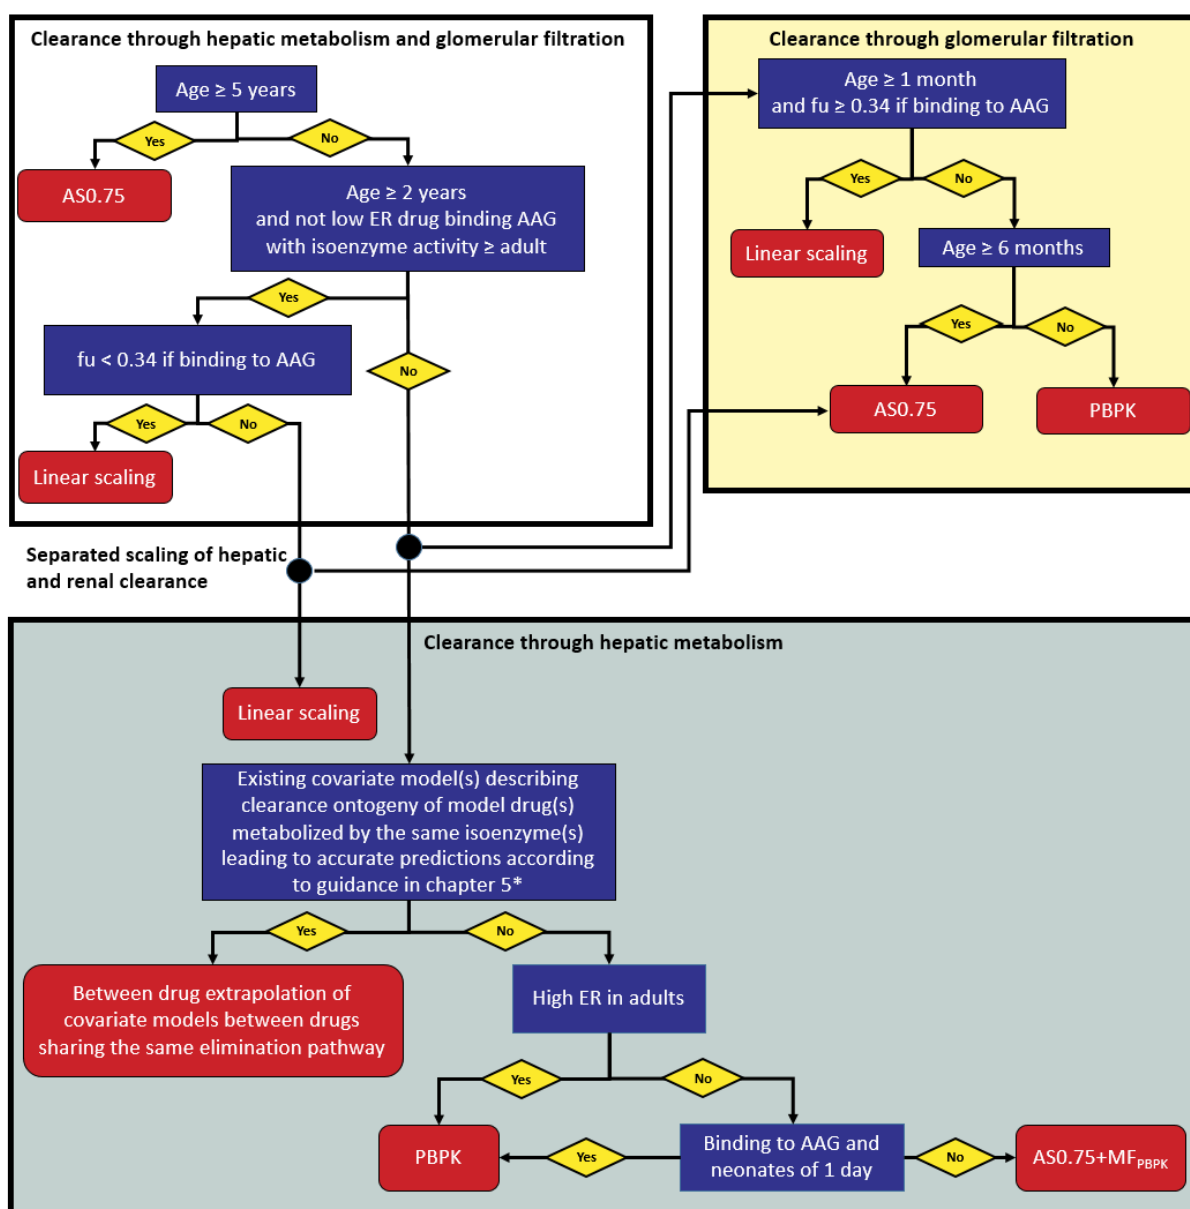 Clearance through hepatic metabolism and glomerular filtration
Age ≥ 5 years
Yes
No
AS0.75
Age ≥ 2 years
and not low ER drug binding AAG
with isoenzyme activity ≥ adult
Yes
No
fu < 0.34 if binding to AAG
Yes
No
Linear scaling
Clearance through glomerular filtration
Age ≥ 1 month
and fu ≥ 0.34 if binding to AAG
Yes
No
Linear scaling
Age ≥ 6 months
Yes
No
AS0.75
PBPK
Separated scaling of hepatic
and renal clearance
Clearance through hepatic metabolism
Linear scaling
Existing covariate model(s) describing
clearance ontogeny of model drug(s)
metabolized by the same isoenzyme(s)
leading to accurate predictions according
to guidance in chapter 5*
Yes
No
Between drug extrapolation of
covariate models between drugs
sharing the same elimination pathway
High ER in adults
Yes
No
PBPK
Yes
Binding to AAG and
neonates of 1 day
No
AS0.75+MFPBPK